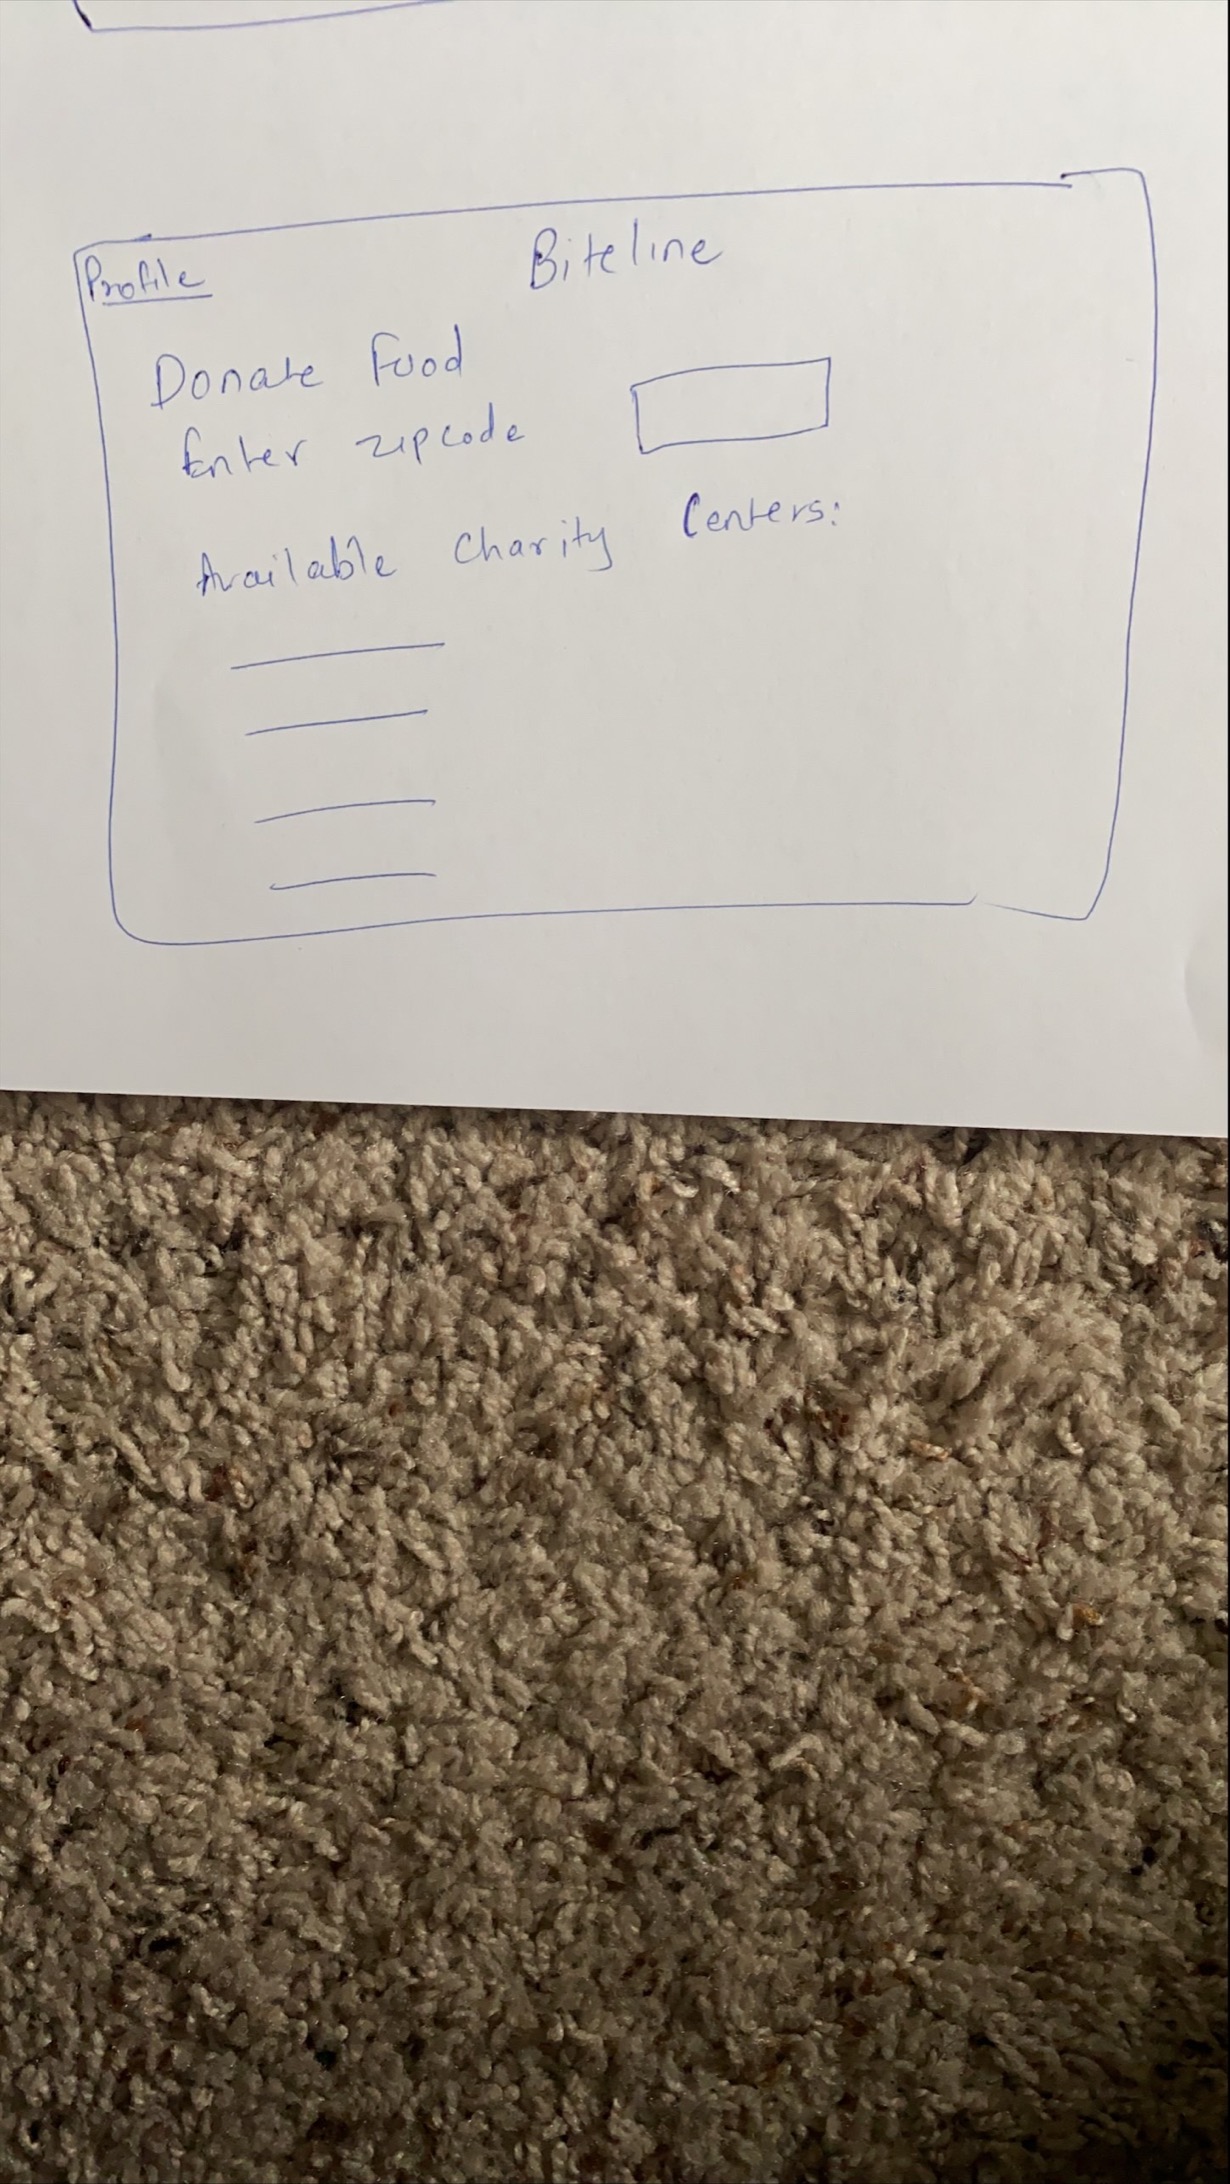 Profile
Biteline
Donate Food
Enter zipcode
Available Charity Centers: